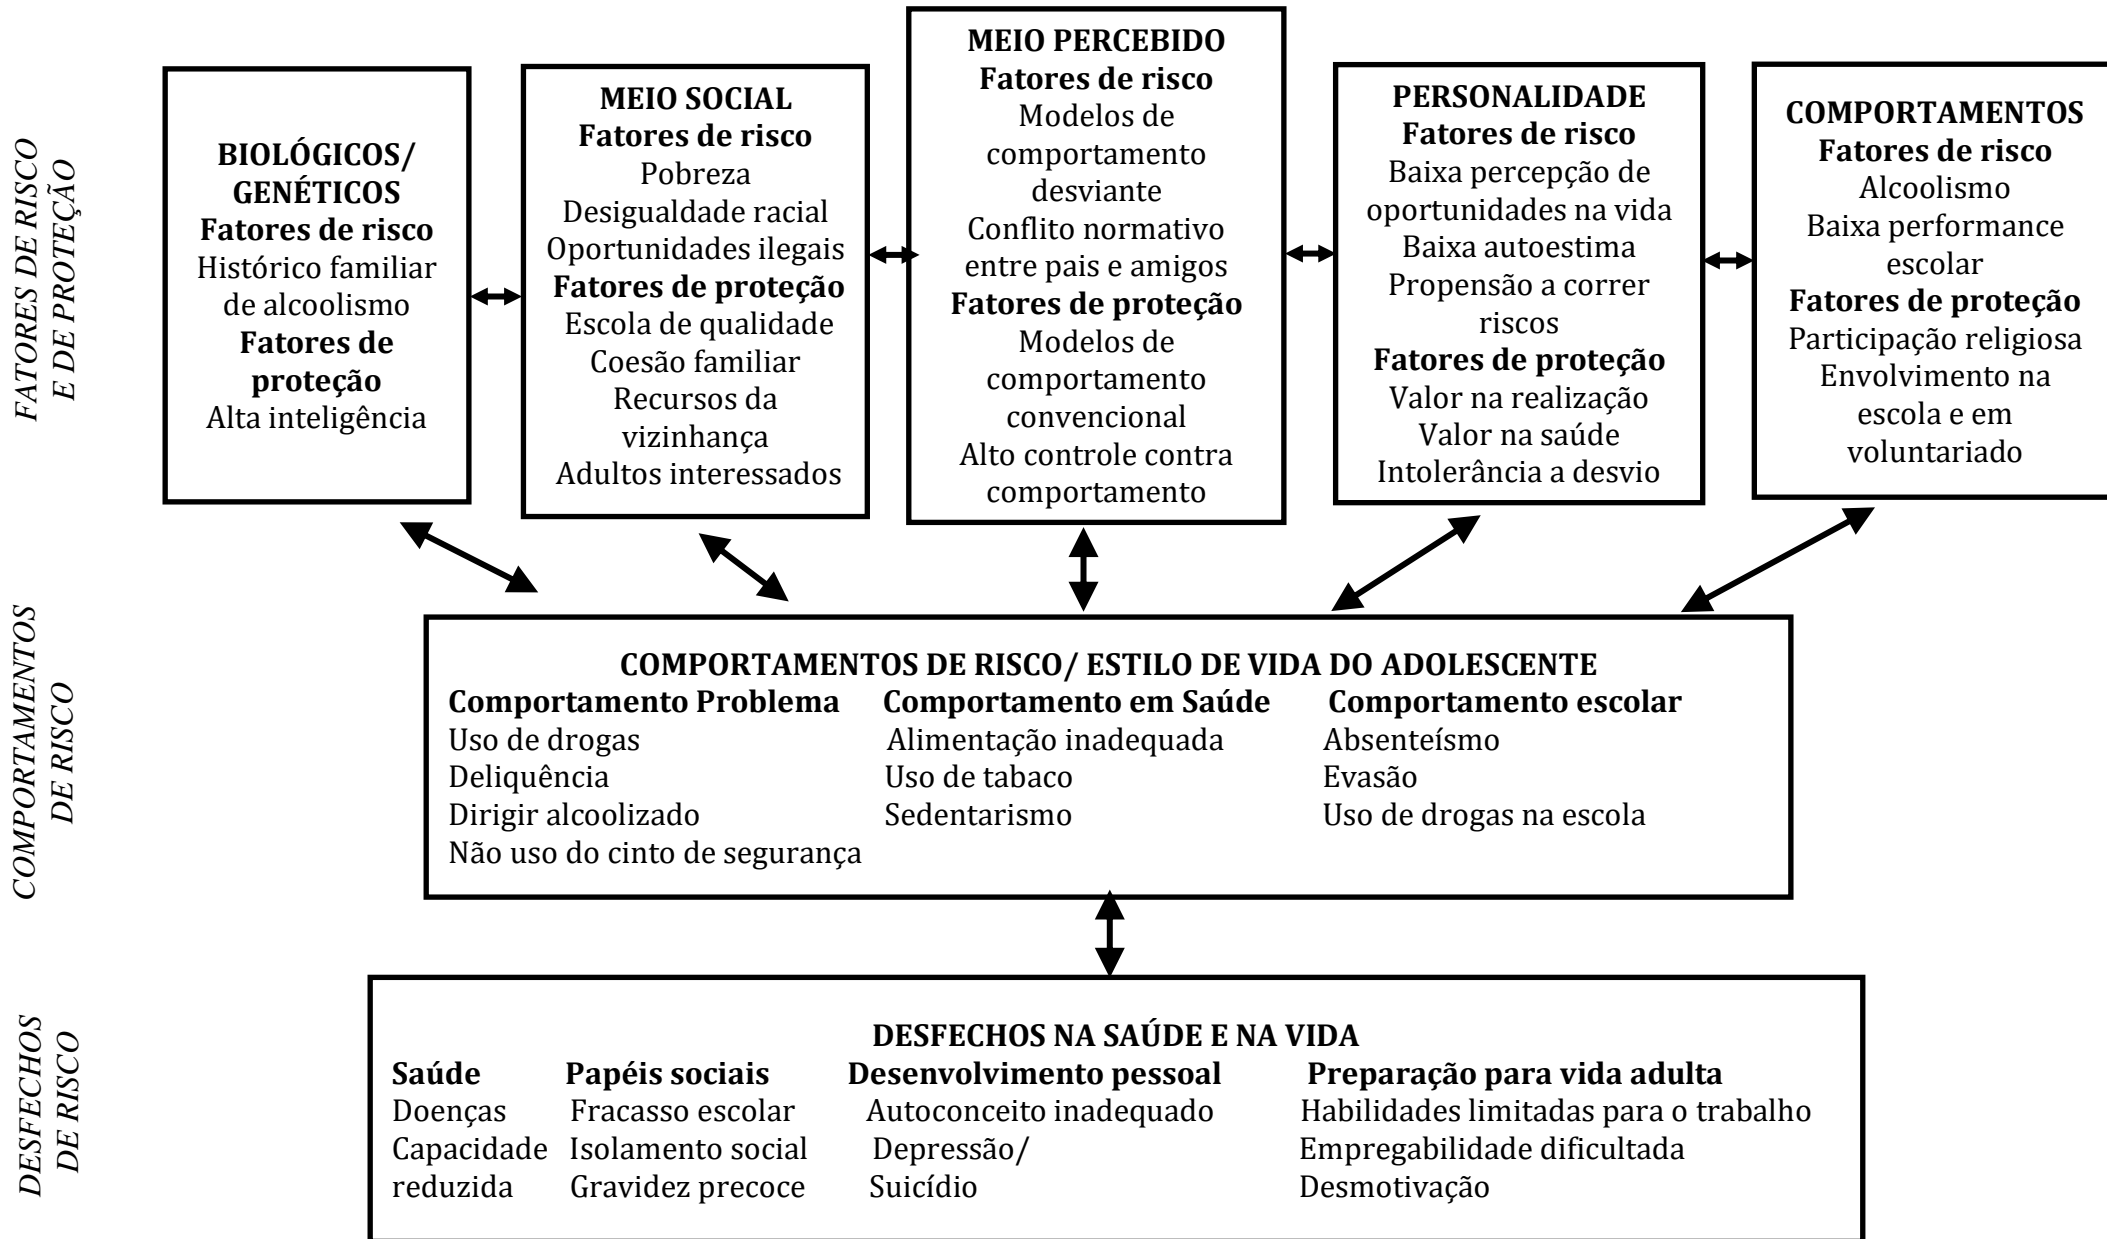 FATORES DE RISCO
E DE PROTEÇÃO
BIOLÓGICOS/
GENÉTICOS
Fatores de risco
Histórico familiar
de alcoolismo
Fatores de
proteção
Alta inteligência
MEIO SOCIAL
Fatores de risco
Pobreza
Desigualdade racial
Oportunidades ilegais
Fatores de proteção
Escola de qualidade
Coesão familiar
Recursos da
vizinhança
Adultos interessados
MEIO PERCEBIDO
Fatores de risco
Modelos de
comportamento
desviante
Conflito normativo
entre pais e amigos
Fatores de proteção
Modelos de
comportamento
convencional
Alto controle contra
comportamento
PERSONALIDADE
Fatores de risco
Baixa percepção de
oportunidades na vida
Baixa autoestima
Propensão a correr
riscos
Fatores de proteção
Valor na realização
Valor na saúde
Intolerância a desvio
COMPORTAMENTOS
Fatores de risco
Alcoolismo
Baixa performance
escolar
Fatores de proteção
Participação religiosa
Envolvimento na
escola e em
voluntariado
COMPORTAMENTOS
DE RISCO
COMPORTAMENTOS DE RISCO/ ESTILO DE VIDA DO ADOLESCENTE
Comportamento Problema Comportamento em Saúde Comportamento escolar
Uso de drogas Alimentação inadequada Absenteísmo
Deliquência Uso de tabaco Evasão
Dirigir alcoolizado Sedentarismo Uso de drogas na escola
Não uso do cinto de segurança
DESFECHOS
DE RISCO
DESFECHOS NA SAÚDE E NA VIDA
Saúde Papéis sociais Desenvolvimento pessoal Preparação para vida adulta
Doenças Fracasso escolar Autoconceito inadequado Habilidades limitadas para o trabalho
Capacidade Isolamento social Depressão/ Empregabilidade dificultada
reduzida Gravidez precoce Suicídio Desmotivação